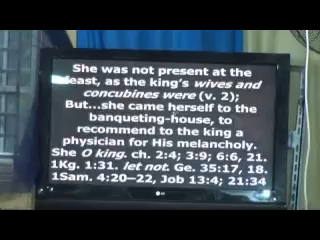 She was not present at the
feast, as the king's wives and
concubines were (v. 2);
But...she came herself to the
banqueting-house, to
recommend to the king a
physician for His melancholy.
She O king. ch. 2:4; 3:9; 6:6, 21.
1Kg. 1:31. let not. Ge. 35:17, 18.
1Sam. 4:20—22, Job 13:4; 21:34
LG